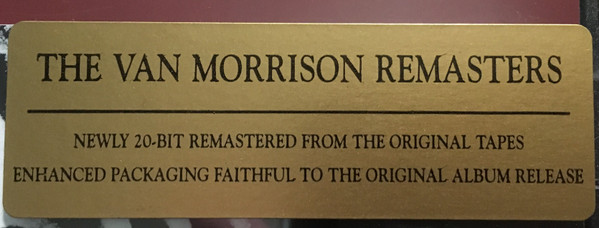 THE VAN MORRISON REMASTERS
NEWLY 20-BIT REMASTERED FROM THE ORIGINAL TAPES
ENHANCED PACKAGING FAITHFUL TO THE ORIGINAL ALBUM RELEASE